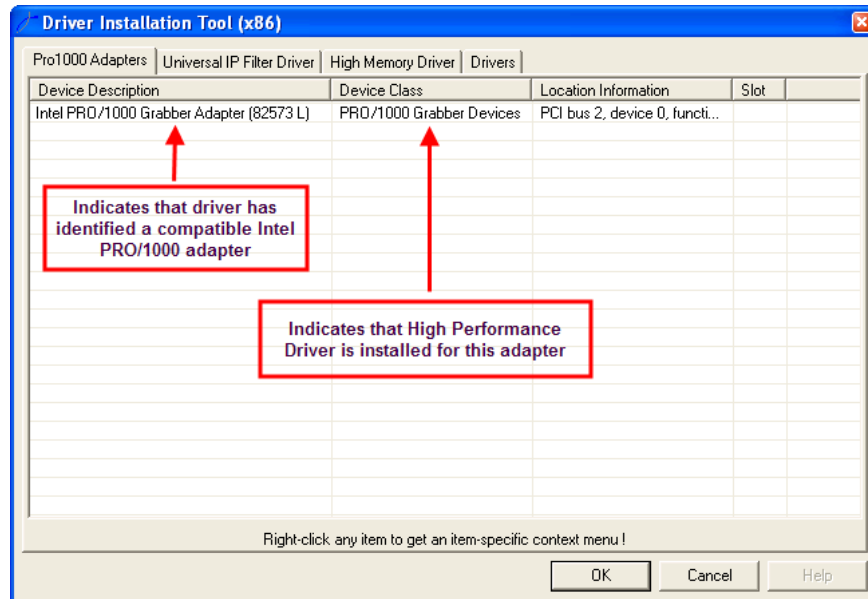 Driver Installation Tool (x86)
Pro1000 Adapters Universal IP Filter Driver High Memory Driver Drivers
Device Description Device Class Location Information Slot
Intel PRO/1000 Grabber Adapter (82573 L) PRO/1000 Grabber Devices PCI bus 2, device 0, functi...
Indicates that driver has
identified a compatible Intel
PRO/1000 adapter
Indicates that High Performance
Driver is installed for this adapter
Right-click any item to get an item-specific context menu !
OK Cancel Help